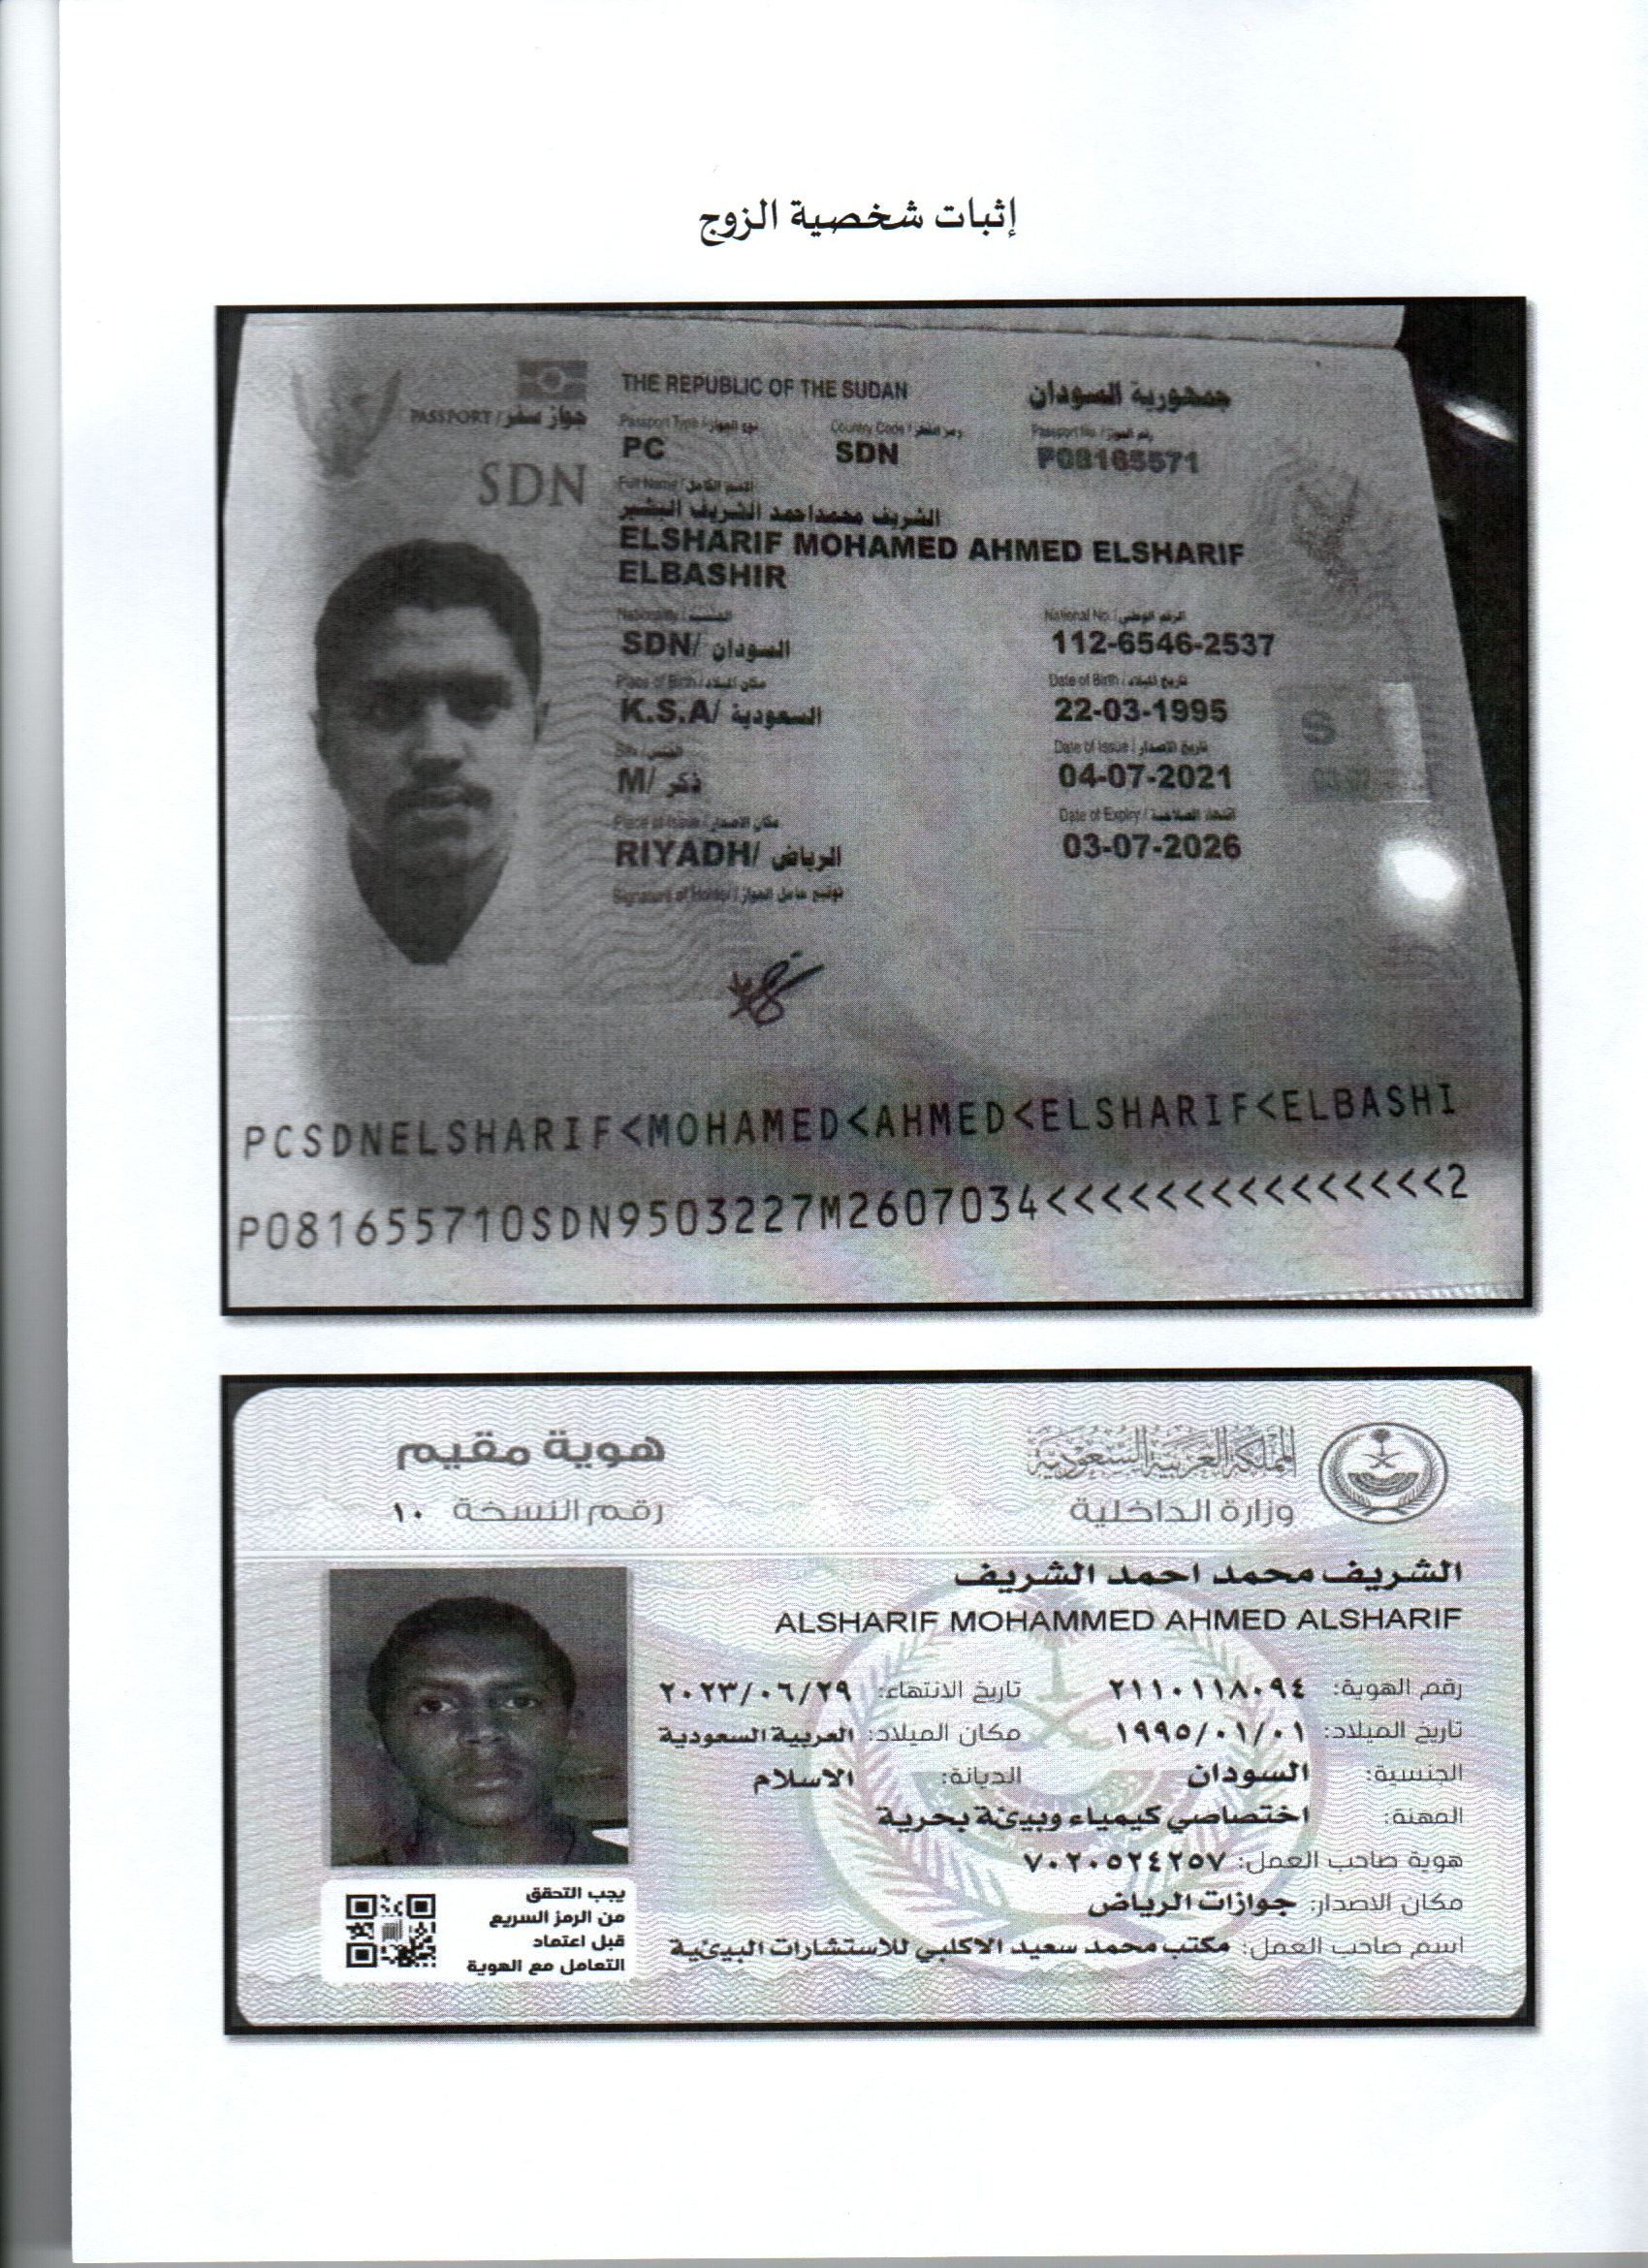 إثبات شخصية الزوج
THE REPUBLIC OF THE SUDAN جمهورية السودان
PASSPORT / جواز سفر
Passport Type / نوع الجواز Country Code / رمز القطر Passport No. / رقم الجواز
PC SDN P08165571
SDN
Full Name / الاسم الكامل
الشريف محمداحمد الشريف البشير
ELSHARIF MOHAMED AHMED ELSHARIF
ELBASHIR
Nationality / الجنسية National No. / الرقم الوطني
SDN/ السودان 112-6546-2537
Place of Birth / مكان الميلاد Date of Birth / تاريخ الميلاد
K.S.A/ السعودية 22-03-1995
Sex / الجنس Date of Issue / تاريخ الاصدار
M/ ذكر 04-07-2021
Place of Issue / مكان الاصدار Date of Expiry / انتهاء الصلاحية
RIYADH/ الرياض 03-07-2026
Signature of Holder / توقيع حامل الجواز
PCSDNELSHARIF<MOHAMED<AHMED<ELSHARIF<ELBASHI
P081655710SDN9503227M2607034<<<<<<<<<<<<<<<2
المملكة العربية السعودية هوية مقيم
وزارة الداخلية رقم النسخة ١٠
الشريف محمد احمد الشريف
ALSHARIF MOHAMMED AHMED ALSHARIF
رقم الهوية: ٢١١٠١١٨٠٩٤ تاريخ الانتهاء: ٢٠٢٣/٠٦/٢٩
تاريخ الميلاد: ١٩٩٥/٠١/٠١ مكان الميلاد: العربية السعودية
الجنسية: السودان الديانة: الاسلام
المهنة: اختصاصي كيمياء وبيئة بحرية
هوية صاحب العمل: ٧٠٢٠٥٢٤٢٥٧
مكان الاصدار: جوازات الرياض
اسم صاحب العمل: مكتب محمد سعيد الاكلبي للاستشارات البيئية
يجب التحقق
من الرمز السريع
قبل اعتماد
التعامل مع الهوية